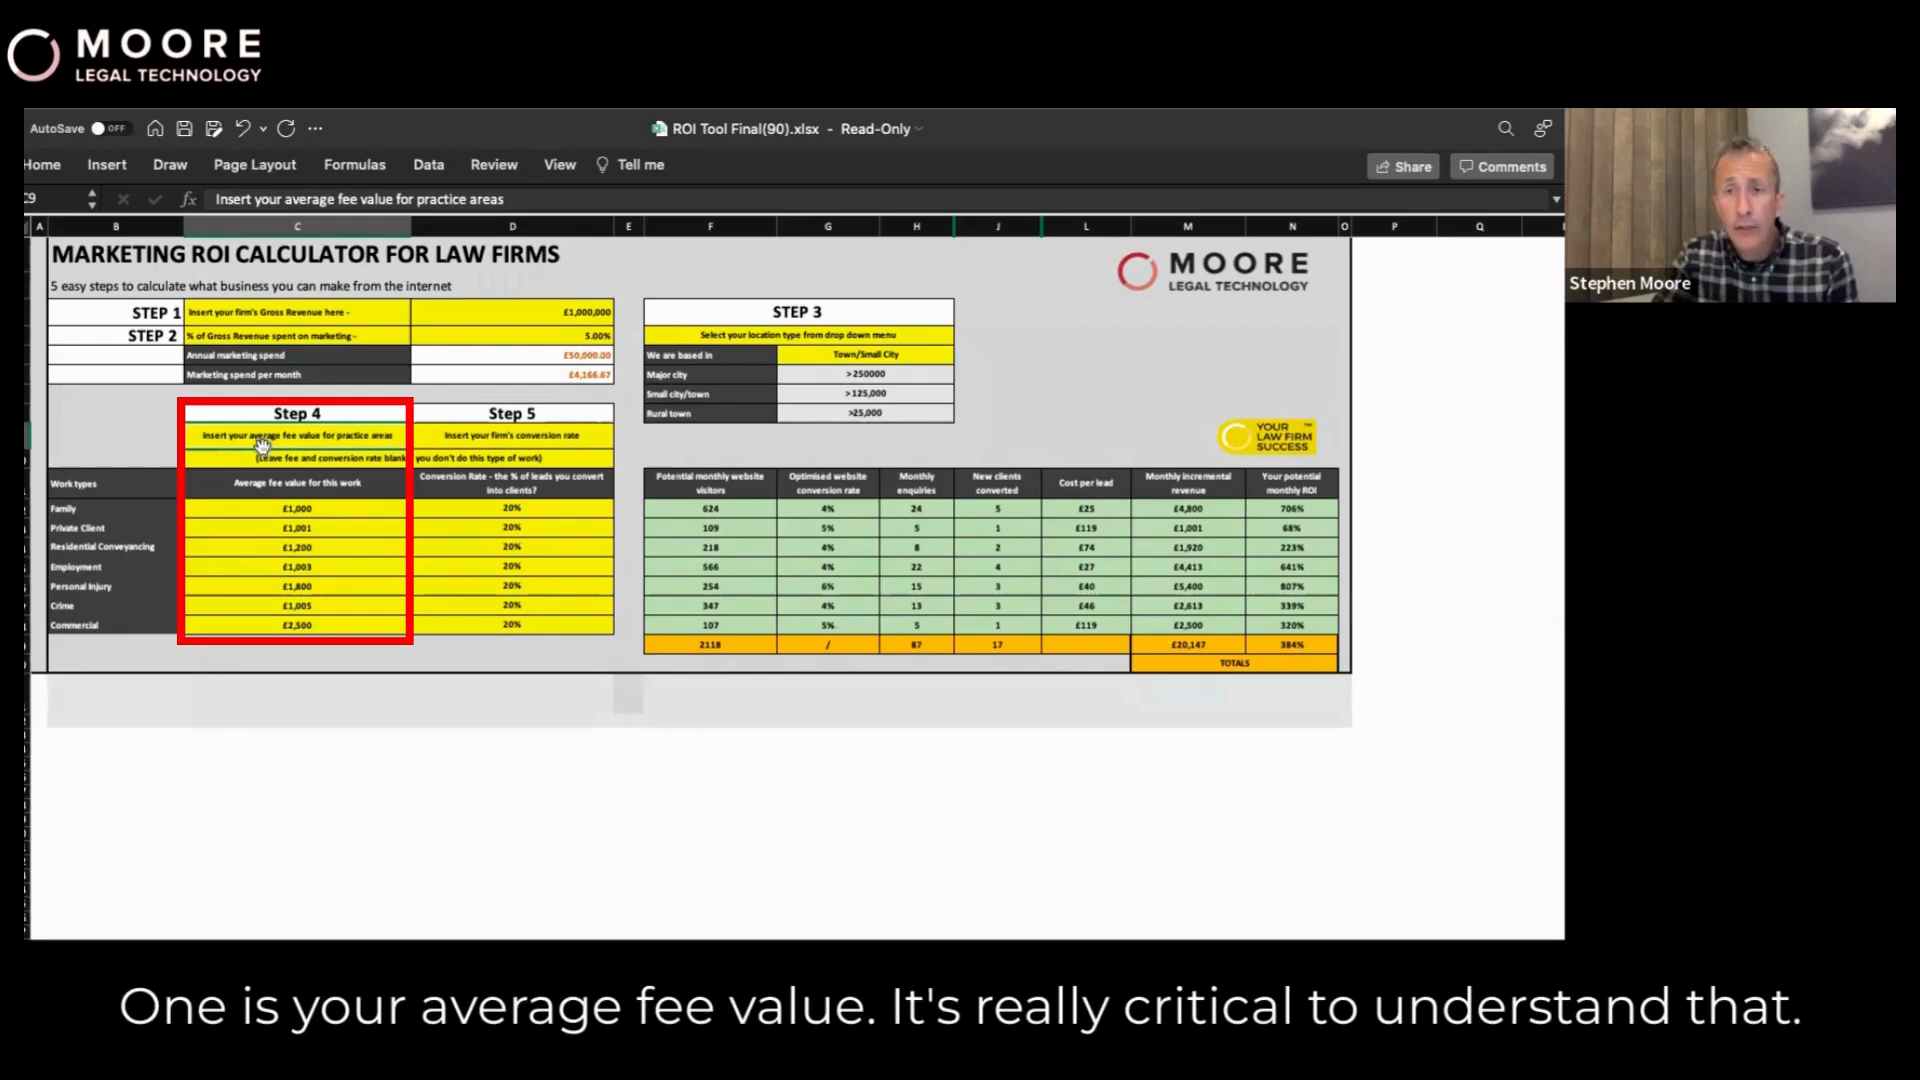 MOORE
LEGAL TECHNOLOGY
AutoSave OFF
ROI Tool Final(90).xlsx - Read-Only
Home Insert Draw Page Layout Formulas Data Review View Tell me
Share Comments
C9 fx Insert your average fee value for practice areas
A B C D E F G H J L M N O P Q
MARKETING ROI CALCULATOR FOR LAW FIRMS
5 easy steps to calculate what business you can make from the internet
STEP 1 Insert your firm's Gross Revenue here - £1,000,000
STEP 2 % of Gross Revenue spent on marketing - 5.00%
Annual marketing spend £50,000.00
Marketing spend per month £4,166.67
STEP 3
Select your location type from drop down menu
We are based in Town/Small City
Major city >250000
Small city/town >125,000
Rural town >25,000
MOORE
LEGAL TECHNOLOGY
Step 4 Step 5
Insert your average fee value for practice areas Insert your firm's conversion rate
(Leave fee and conversion rate blank you don't do this type of work)
YOUR
LAW FIRM
SUCCESS
TM
Work types Average fee value for this work Conversion Rate - the % of leads you convert into clients? Potential monthly website visitors Optimised website conversion rate Monthly enquiries New clients converted Cost per lead Monthly incremental revenue Your potential monthly ROI
Family £1,000 20% 624 4% 24 5 £25 £4,800 706%
Private Client £1,001 20% 109 5% 5 1 £119 £1,001 68%
Residential Conveyancing £1,200 20% 218 4% 8 2 £74 £1,920 223%
Employment £1,003 20% 566 4% 22 4 £27 £4,413 641%
Personal Injury £1,800 20% 254 6% 15 3 £40 £5,400 807%
Crime £1,005 20% 347 4% 13 3 £46 £2,613 339%
Commercial £2,500 20% 107 5% 5 1 £119 £2,500 320%
2118 / 87 17 £20,147 384%
TOTALS
Stephen Moore
One is your average fee value. It's really critical to understand that.